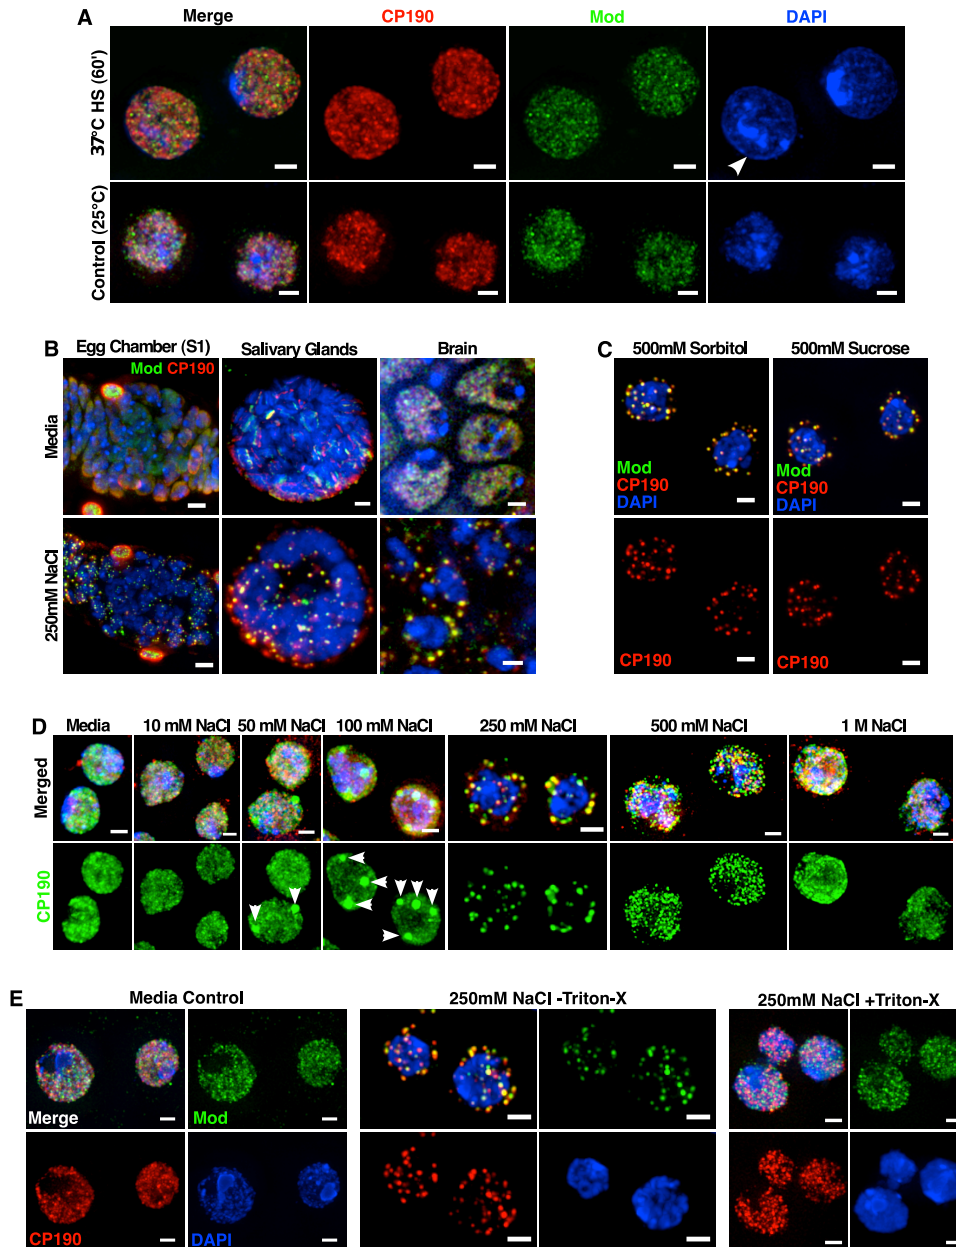 A
Merge
CP190
Mod
DAPI
37°C HS (60')
Control (25°C)
B
Egg Chamber (S1)
Salivary Glands
Brain
Mod CP190
Media
250mM NaCl
C
500mM Sorbitol
500mM Sucrose
Mod
CP190
DAPI
Mod
CP190
DAPI
CP190
CP190
D
Media
10 mM NaCl
50 mM NaCl
100 mM NaCl
250 mM NaCl
500 mM NaCl
1 M NaCl
Merged
CP190
E
Media Control
250mM NaCl -Triton-X
250mM NaCl +Triton-X
Merge
Mod
CP190
DAPI